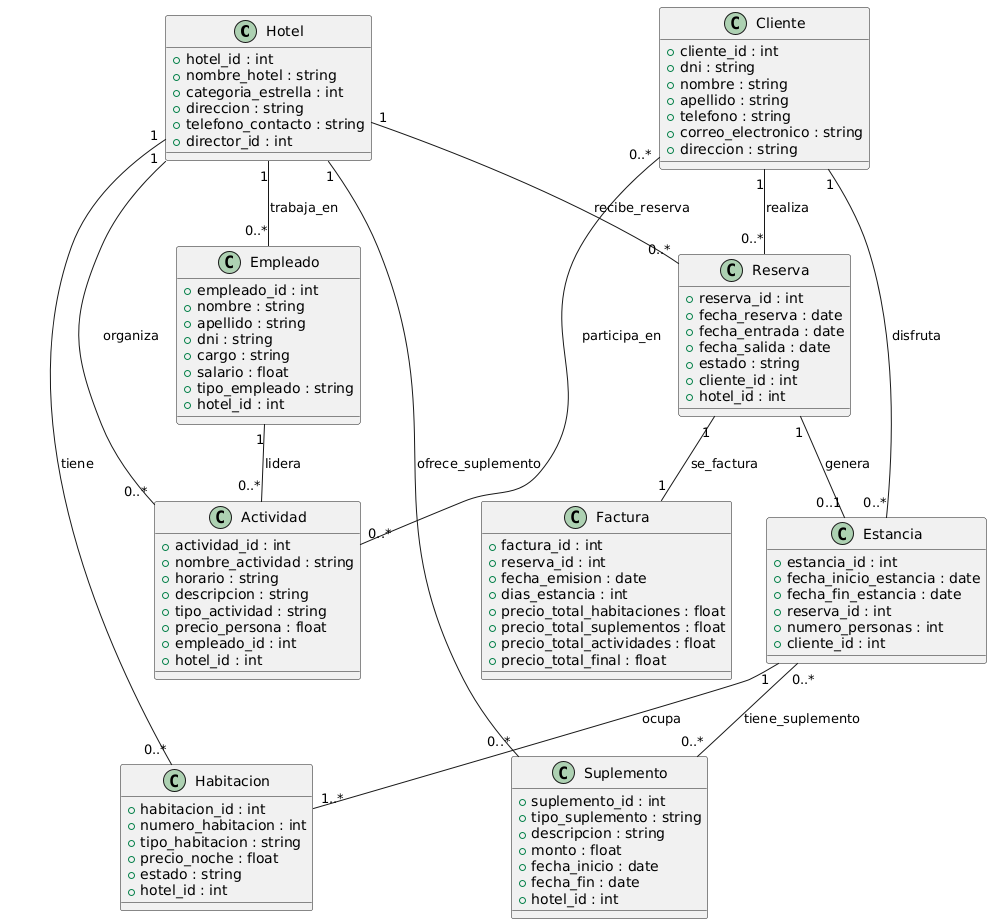 C Hotel
hotel_id : int
nombre_hotel : string
categoria_estrella : int
direccion : string
telefono_contacto : string
director_id : int
C Cliente
cliente_id : int
dni : string
nombre : string
apellido : string
telefono : string
correo_electronico : string
direccion : string
1
1
1
1
1
0..*
1
1
trabaja_en
recibe_reserva
realiza
0..*
0..*
0..*
C Empleado
empleado_id : int
nombre : string
apellido : string
dni : string
cargo : string
salario : float
tipo_empleado : string
hotel_id : int
C Reserva
reserva_id : int
fecha_reserva : date
fecha_entrada : date
fecha_salida : date
estado : string
cliente_id : int
hotel_id : int
organiza
participa_en
disfruta
1
1
1
tiene
lidera
ofrece_suplemento
se_factura
genera
0..*
0..*
0..*
1
0..1
0..*
C Actividad
actividad_id : int
nombre_actividad : string
horario : string
descripcion : string
tipo_actividad : string
precio_persona : float
empleado_id : int
hotel_id : int
C Factura
factura_id : int
reserva_id : int
fecha_emision : date
dias_estancia : int
precio_total_habitaciones : float
precio_total_suplementos : float
precio_total_actividades : float
precio_total_final : float
C Estancia
estancia_id : int
fecha_inicio_estancia : date
fecha_fin_estancia : date
reserva_id : int
numero_personas : int
cliente_id : int
1
0..*
ocupa
tiene_suplemento
0..*
0..*
0..*
1..*
C Habitacion
habitacion_id : int
numero_habitacion : int
tipo_habitacion : string
precio_noche : float
estado : string
hotel_id : int
C Suplemento
suplemento_id : int
tipo_suplemento : string
descripcion : string
monto : float
fecha_inicio : date
fecha_fin : date
hotel_id : int